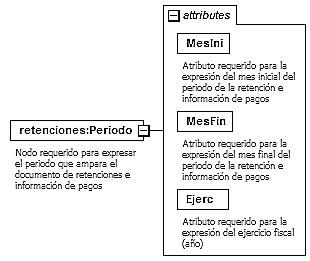 attributes
MesIni
Atributo requerido para la
expresión del mes inicial del
periodo de la retención e
información de pagos
MesFin
Atributo requerido para la
expresión del mes final del
periodo de la retención e
información de pagos
Ejerc
Atributo requerido para la
expresión del ejercicio fiscal
(año)
retenciones:Periodo
Nodo requerido para expresar
el periodo que ampara el
documento de retenciones e
información de pagos